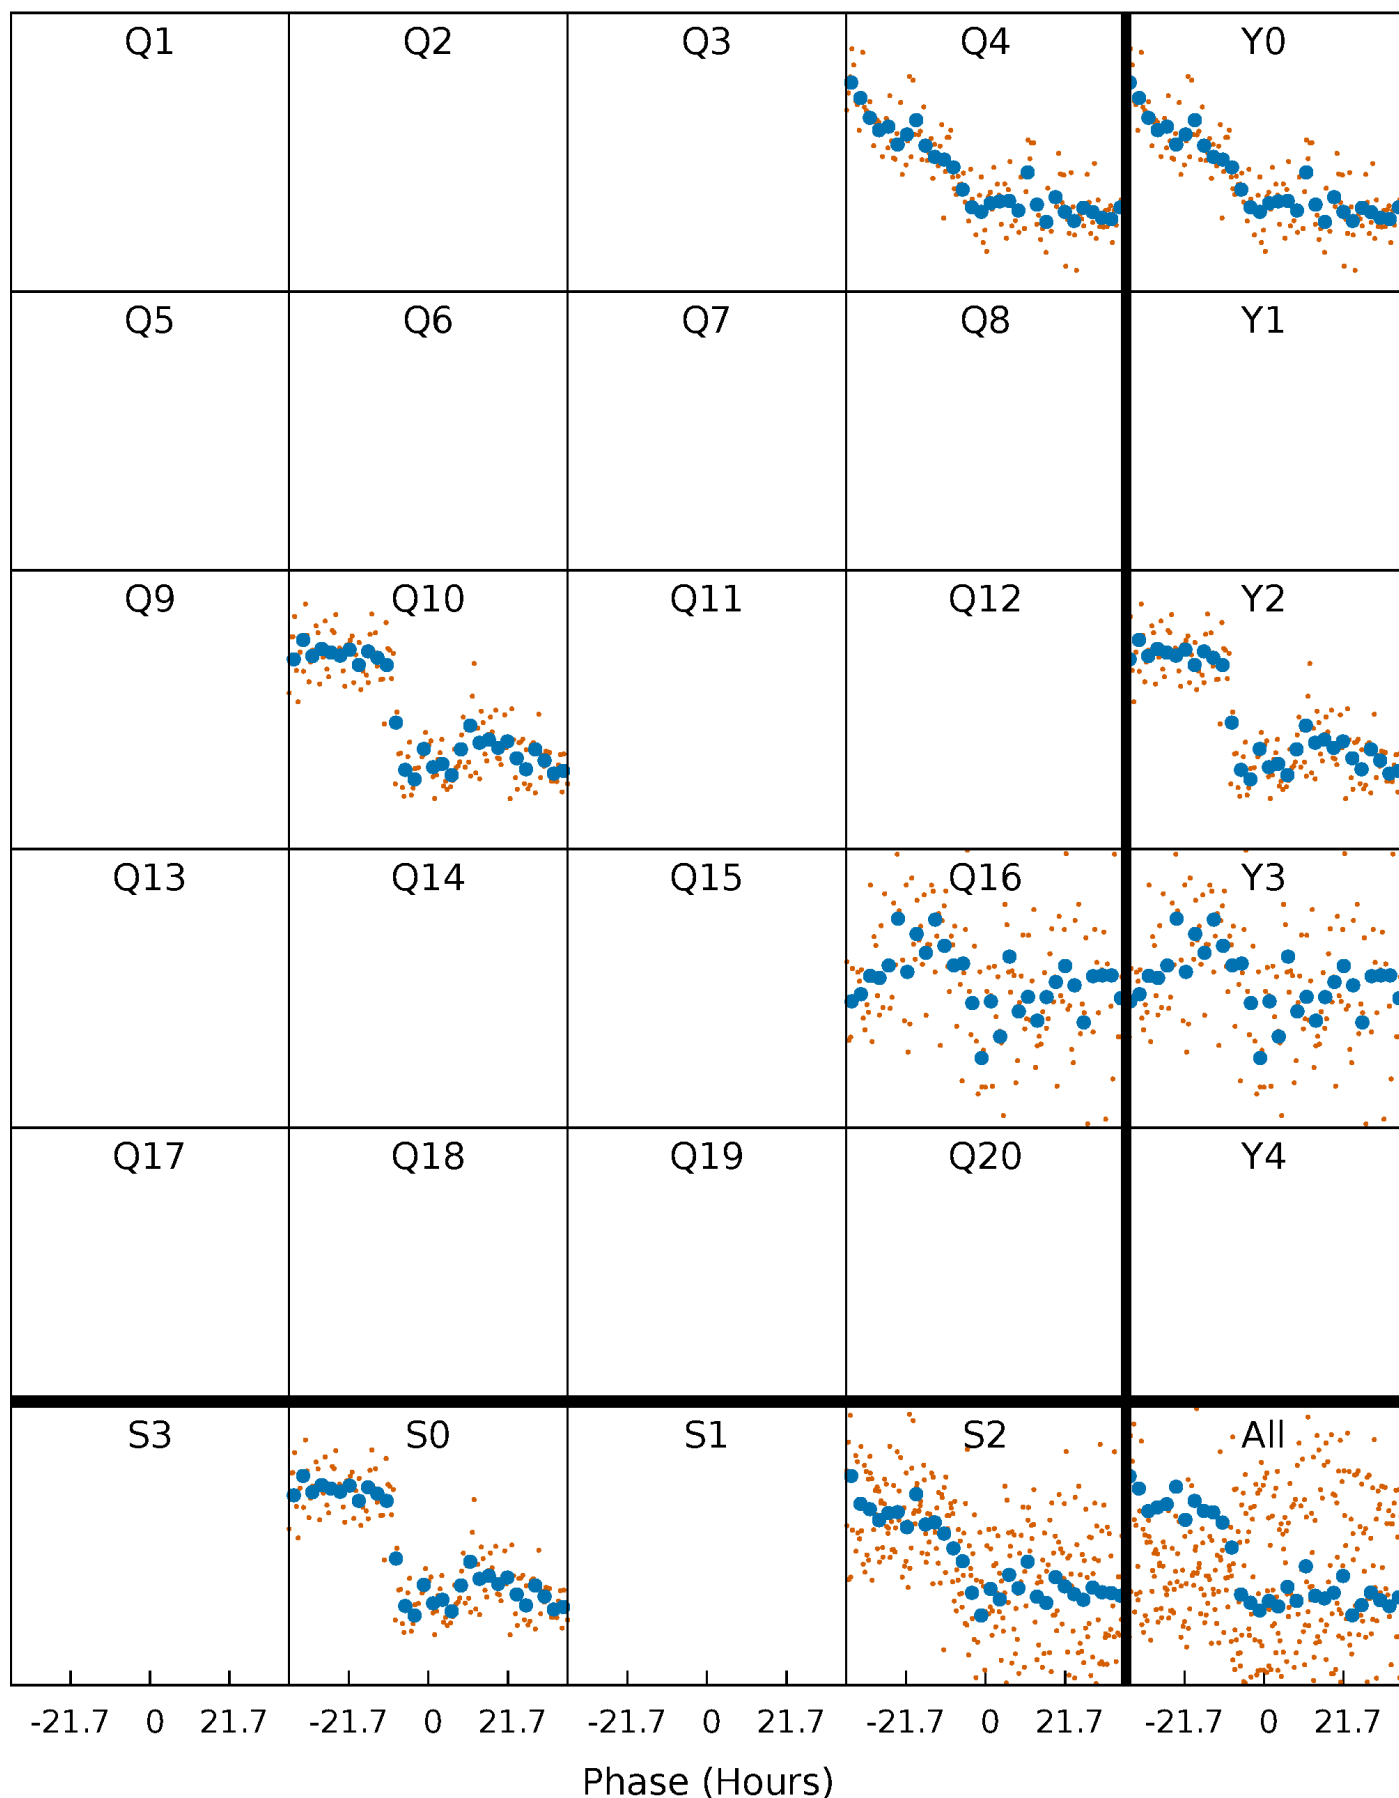 Q1 Q2 Q3 Q4 Y0
Q5 Q6 Q7 Q8 Y1
Q9 Q10 Q11 Q12 Y2
Q13 Q14 Q15 Q16 Y3
Q17 Q18 Q19 Q20 Y4
S3 S0 S1 S2 All
-21.7 0 21.7 -21.7 0 21.7 -21.7 0 21.7 -21.7 0 21.7 -21.7 0 21.7
Phase (Hours)